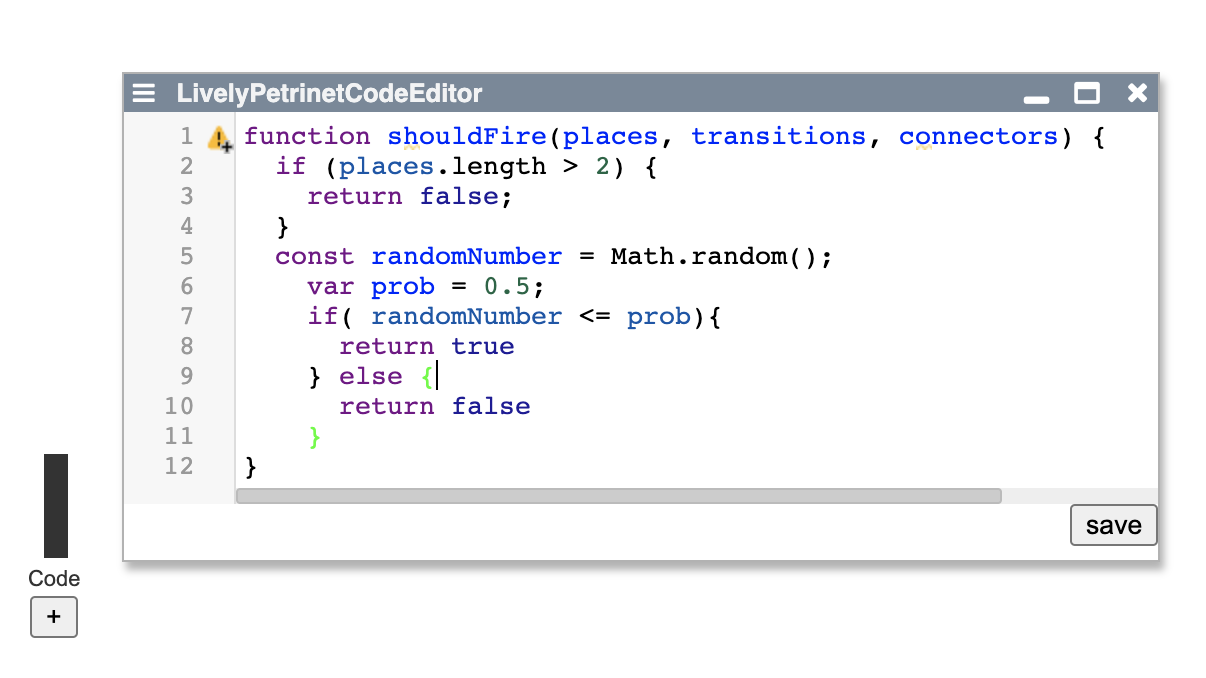 LivelyPetrinetCodeEditor
1 function shouldFire(places, transitions, connectors) {
2   if (places.length > 2) {
3     return false;
4   }
5   const randomNumber = Math.random();
6     var prob = 0.5;
7     if( randomNumber <= prob){
8       return true
9     } else {
10       return false
11     }
12 }
save
Code
+